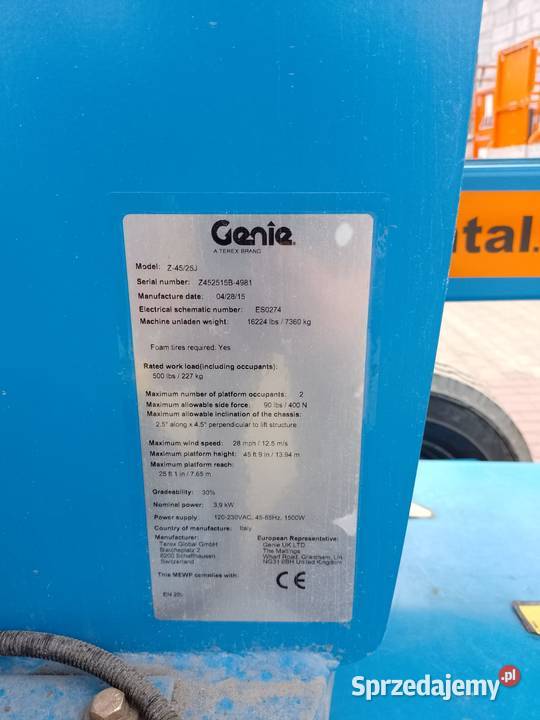 Genie
A TEREX BRAND
Model: Z-45/25J
Serial number: Z452515B-4981
Manufacture date: 04/28/15
Electrical schematic number: ES0274
Machine unladen weight: 16224 lbs / 7360 kg
Foam tires required: Yes
Rated work load(including occupants):
500 lbs / 227 kg
Maximum number of platform occupants: 2
Maximum allowable side force: 90 lbs / 400 N
Maximum allowable inclination of the chassis:
2.5° along x 4.5° perpendicular to lift structure
Maximum wind speed: 28 mph / 12.5 m/s
Maximum platform height: 45 ft 9 in / 13.94 m
Maximum platform reach:
25 ft 1 in / 7.65 m
Gradeability: 30%
Nominal power: 3.9 kW
Power supply: 120-230VAC, 45-65Hz, 1500W
Country of manufacture: Italy
Manufacturer: European Representative:
Terex Global GmbH Genie UK LTD
Bleicheplatz 2 The Maltings
8200 Schaffhausen Wharf Road, Grantham, LH
Switzerland NG31 6BH United Kingdom
This MEWP complies with: CE
EN 280
ntal.
Sprzedajemy.pl